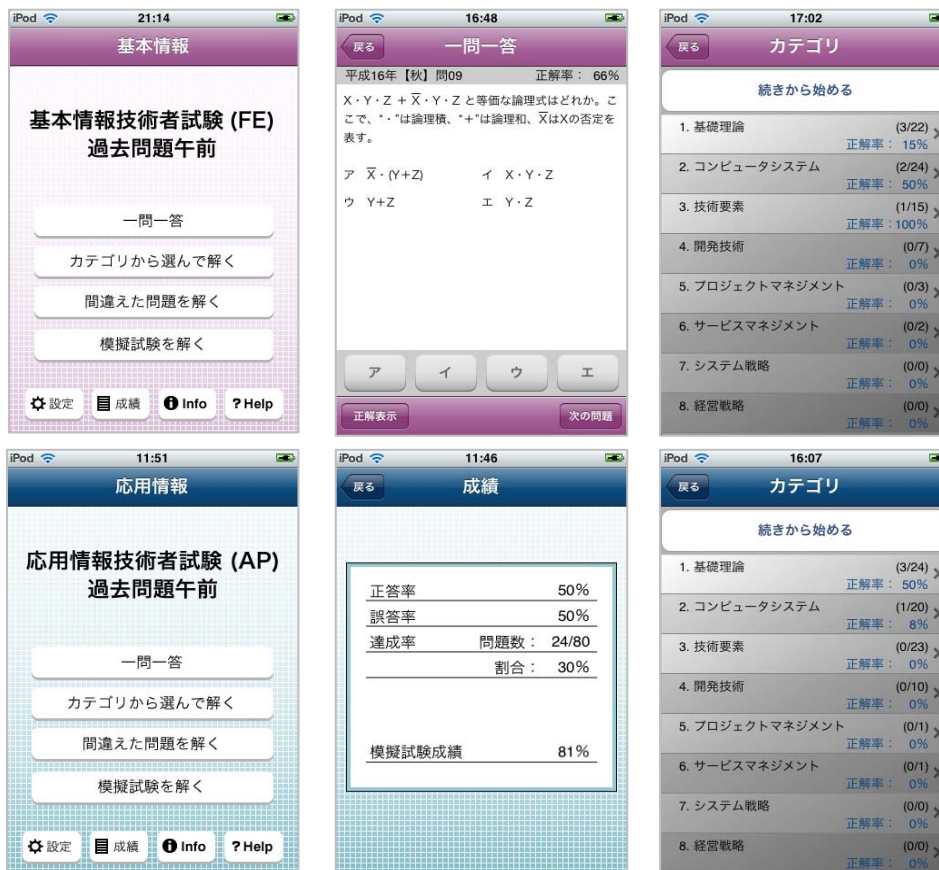 iPod 21:14
基本情報
基本情報技術者試験 (FE)
過去問題午前
一問一答
カテゴリから選んで解く
間違えた問題を解く
模擬試験を解く
設定 成績 Info ? Help
iPod 16:48
戻る 一問一答
平成16年【秋】問09 正解率： 66%
X・Y・Z + X̅・Y・Z と等価な論理式はどれか。こ
こで、“・”は論理積、“+”は論理和、X̅はXの否定を
表す。
ア X̅・(Y+Z) イ X・Y・Z
ウ Y+Z エ Y・Z
ア イ ウ エ
正解表示 次の問題
iPod 17:02
戻る カテゴリ
続きから始める
1. 基礎理論 (3/22)
正解率： 15%
2. コンピュータシステム (2/24)
正解率： 50%
3. 技術要素 (1/15)
正解率：100%
4. 開発技術 (0/7)
正解率： 0%
5. プロジェクトマネジメント (0/3)
正解率： 0%
6. サービスマネジメント (0/2)
正解率： 0%
7. システム戦略 (0/0)
正解率： 0%
8. 経営戦略 (0/0)
正解率： 0%
iPod 11:51
応用情報
応用情報技術者試験 (AP)
過去問題午前
一問一答
カテゴリから選んで解く
間違えた問題を解く
模擬試験を解く
設定 成績 Info ? Help
iPod 11:46
戻る 成績
正答率 50%
誤答率 50%
達成率 問題数： 24/80
割合： 30%
模擬試験成績 81%
iPod 16:07
戻る カテゴリ
続きから始める
1. 基礎理論 (3/24)
正解率： 50%
2. コンピュータシステム (1/20)
正解率： 8%
3. 技術要素 (0/23)
正解率： 0%
4. 開発技術 (0/10)
正解率： 0%
5. プロジェクトマネジメント (0/1)
正解率： 0%
6. サービスマネジメント (0/1)
正解率： 0%
7. システム戦略 (0/0)
正解率： 0%
8. 経営戦略 (0/0)
正解率： 0%